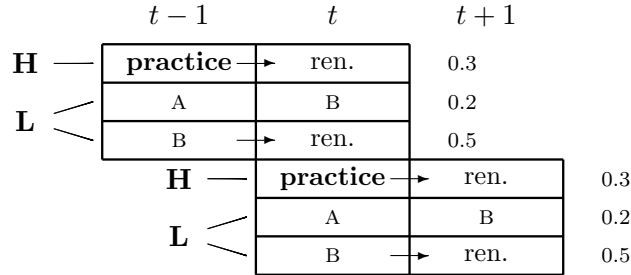 t − 1 t t + 1
H practice ren. 0.3
L A B 0.2
B ren. 0.5
H practice ren. 0.3
L A B 0.2
B ren. 0.5